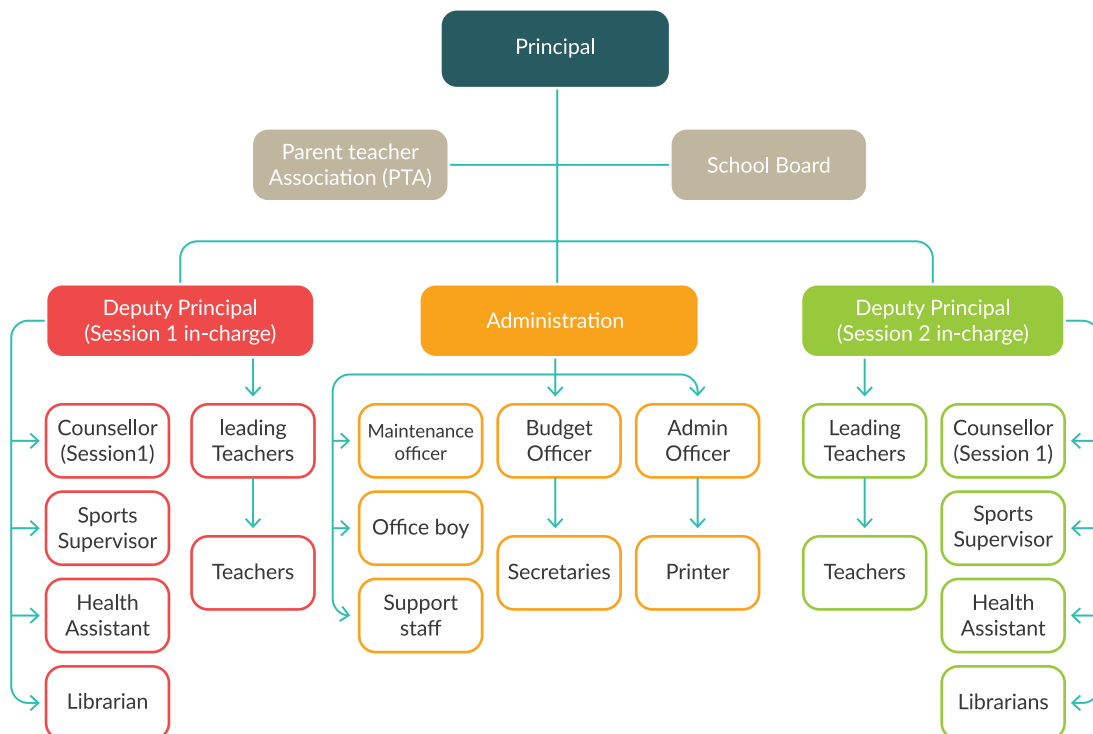 Principal
Parent teacher
Association (PTA)
School Board
Deputy Principal
(Session 1 in-charge)
Administration
Deputy Principal
(Session 2 in-charge)
Counsellor
(Session1)
leading
Teachers
Maintenance
officer
Budget
Officer
Admin
Officer
Leading
Teachers
Counsellor
(Session 1)
Sports
Supervisor
Office boy
Sports
Supervisor
Teachers
Secretaries
Printer
Teachers
Health
Assistant
Support
staff
Health
Assistant
Librarian
Librarians